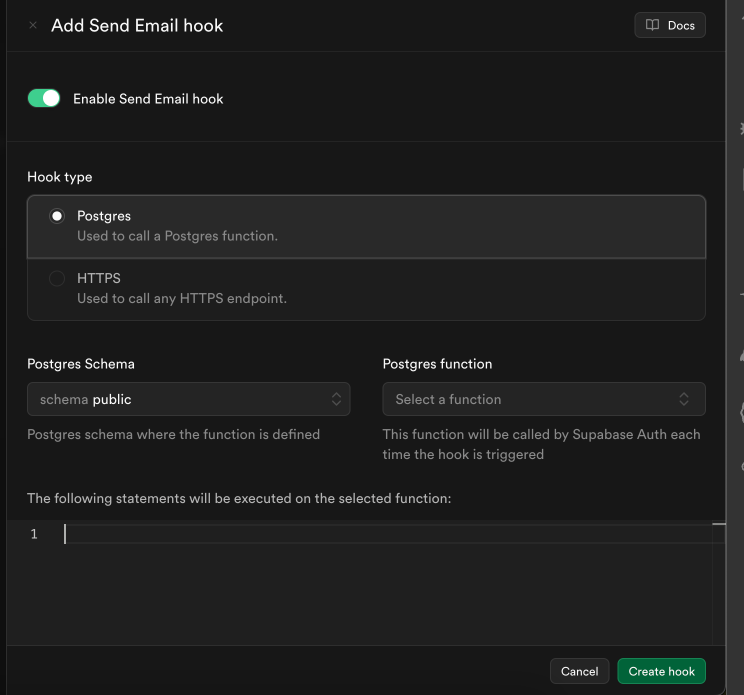 Add Send Email hook
Docs
Enable Send Email hook
Hook type
Postgres
Used to call a Postgres function.
HTTPS
Used to call any HTTPS endpoint.
Postgres Schema
Postgres function
schema public
Select a function
Postgres schema where the function is defined
This function will be called by Supabase Auth each
time the hook is triggered
The following statements will be executed on the selected function:
1
Cancel
Create hook